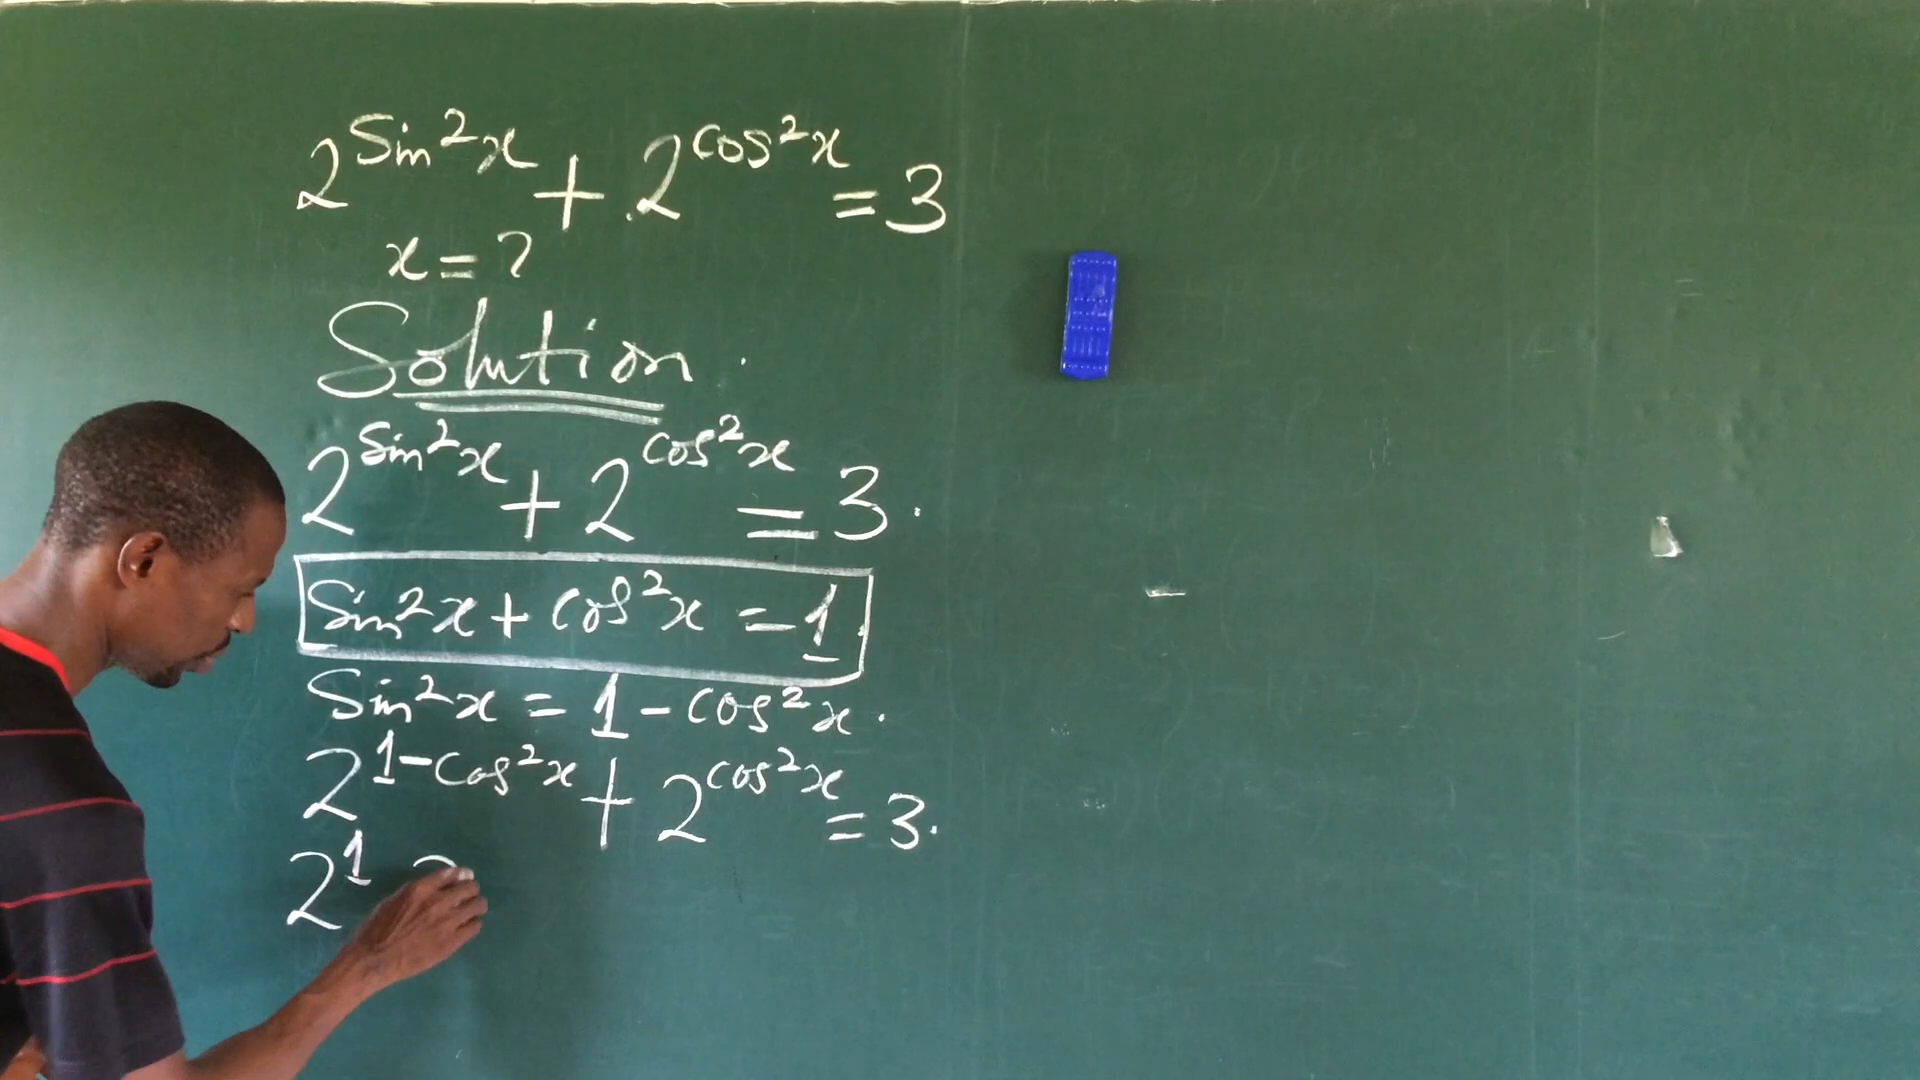 2^sin²x + 2^cos²x = 3
x = ?
Solution.
2^sin²x + 2^cos²x = 3.
Sin²x + cos²x = 1.
Sin²x = 1 - cos²x.
2^1-cos²x + 2^cos²x = 3.
2^1